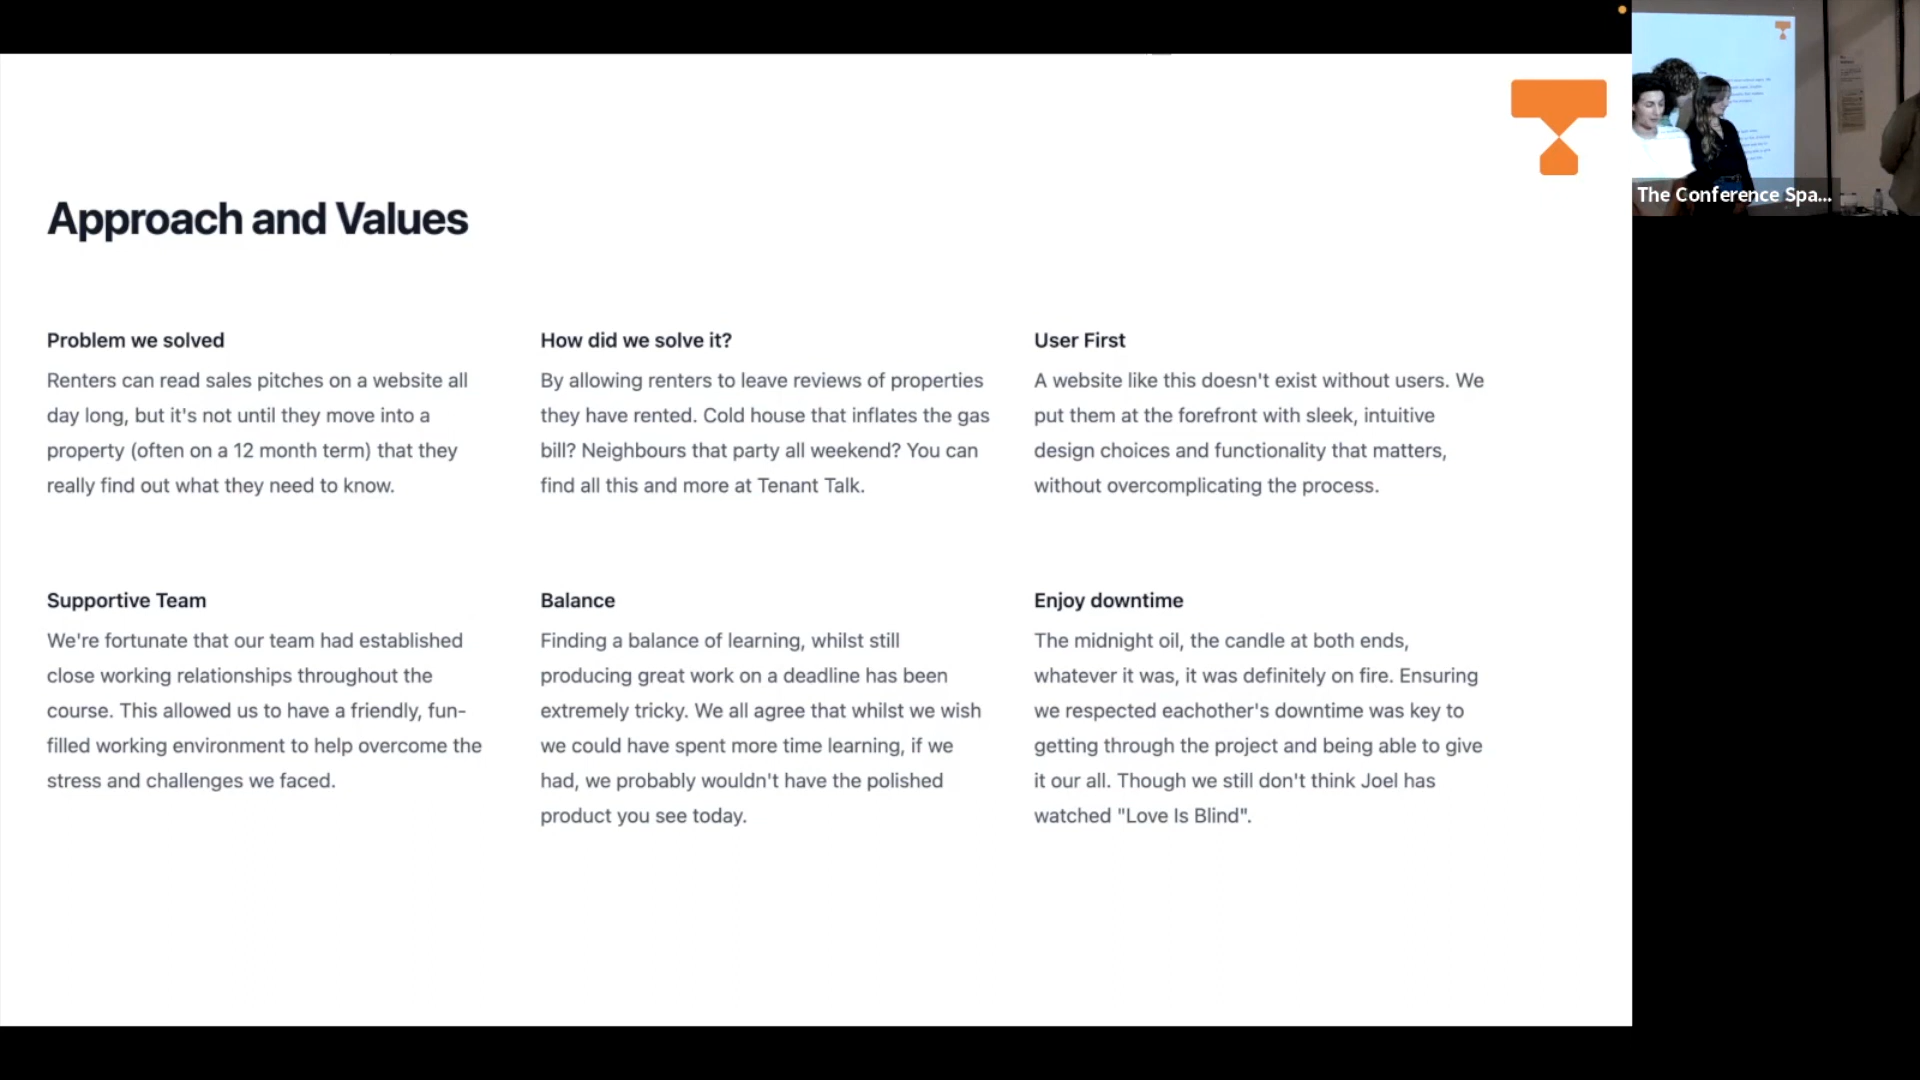 Approach and Values
Problem we solved
Renters can read sales pitches on a website all
day long, but it's not until they move into a
property (often on a 12 month term) that they
really find out what they need to know.
How did we solve it?
By allowing renters to leave reviews of properties
they have rented. Cold house that inflates the gas
bill? Neighbours that party all weekend? You can
find all this and more at Tenant Talk.
User First
A website like this doesn't exist without users. We
put them at the forefront with sleek, intuitive
design choices and functionality that matters,
without overcomplicating the process.
Supportive Team
We're fortunate that our team had established
close working relationships throughout the
course. This allowed us to have a friendly, fun-
filled working environment to help overcome the
stress and challenges we faced.
Balance
Finding a balance of learning, whilst still
producing great work on a deadline has been
extremely tricky. We all agree that whilst we wish
we could have spent more time learning, if we
had, we probably wouldn't have the polished
product you see today.
Enjoy downtime
The midnight oil, the candle at both ends,
whatever it was, it was definitely on fire. Ensuring
we respected eachother's downtime was key to
getting through the project and being able to give
it our all. Though we still don't think Joel has
watched "Love Is Blind".
The Conference Spa...